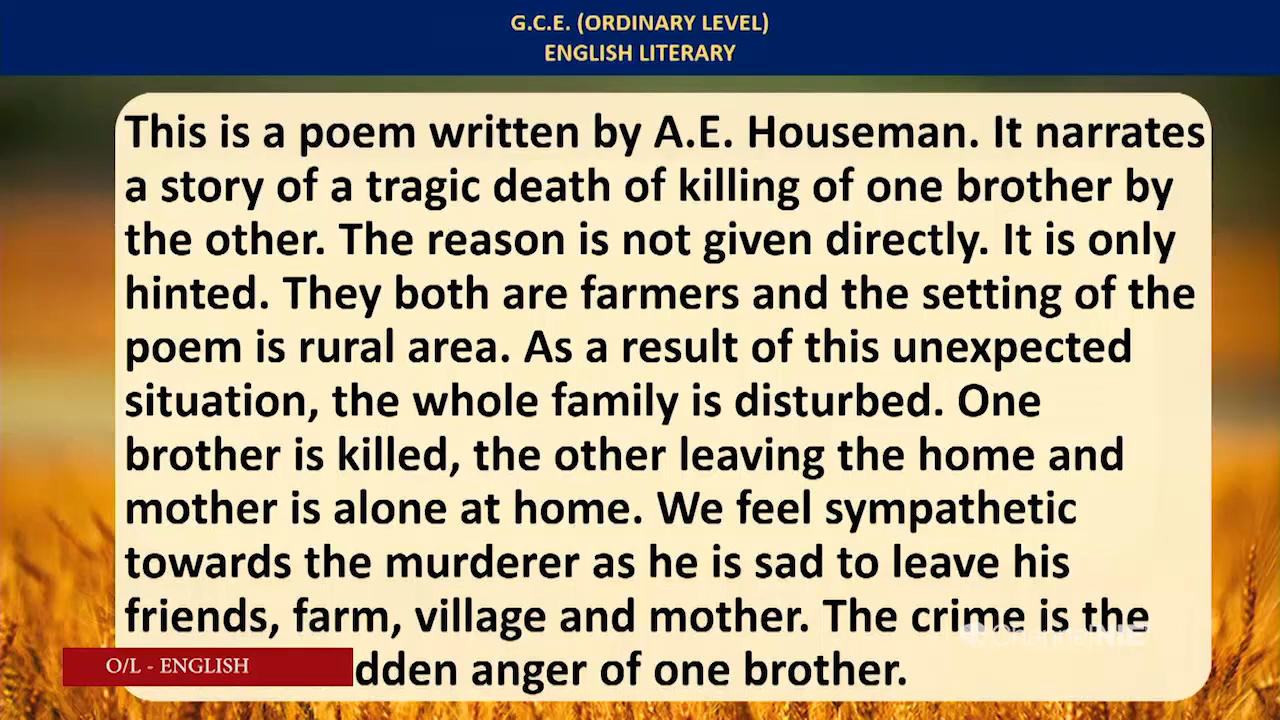 G.C.E. (ORDINARY LEVEL)
ENGLISH LITERARY
This is a poem written by A.E. Houseman. It narrates
a story of a tragic death of killing of one brother by
the other. The reason is not given directly. It is only
hinted. They both are farmers and the setting of the
poem is rural area. As a result of this unexpected
situation, the whole family is disturbed. One
brother is killed, the other leaving the home and
mother is alone at home. We feel sympathetic
towards the murderer as he is sad to leave his
friends, farm, village and mother. The crime is the
anger of one brother.
O/L - ENGLISH